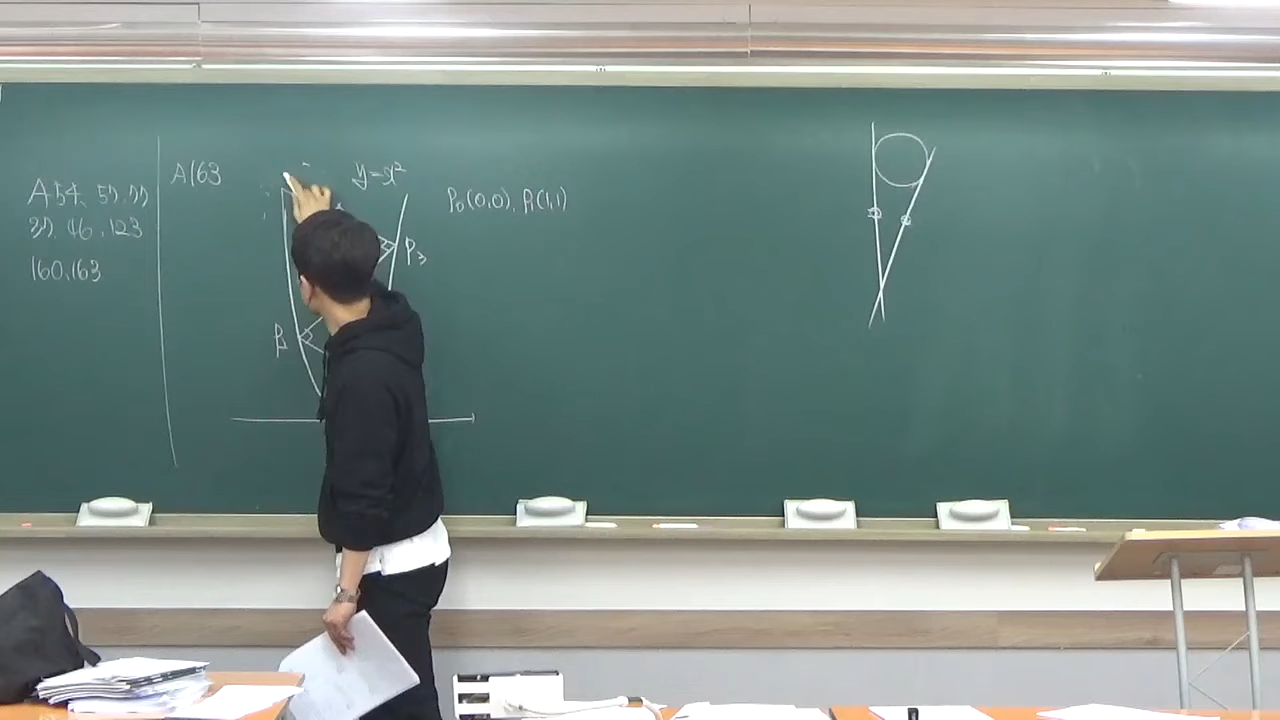 A54, 57, 77
37, 46, 123
160, 163
A163
y=x²
P₀(0,0), P₁(1,1)
P₃
P₂